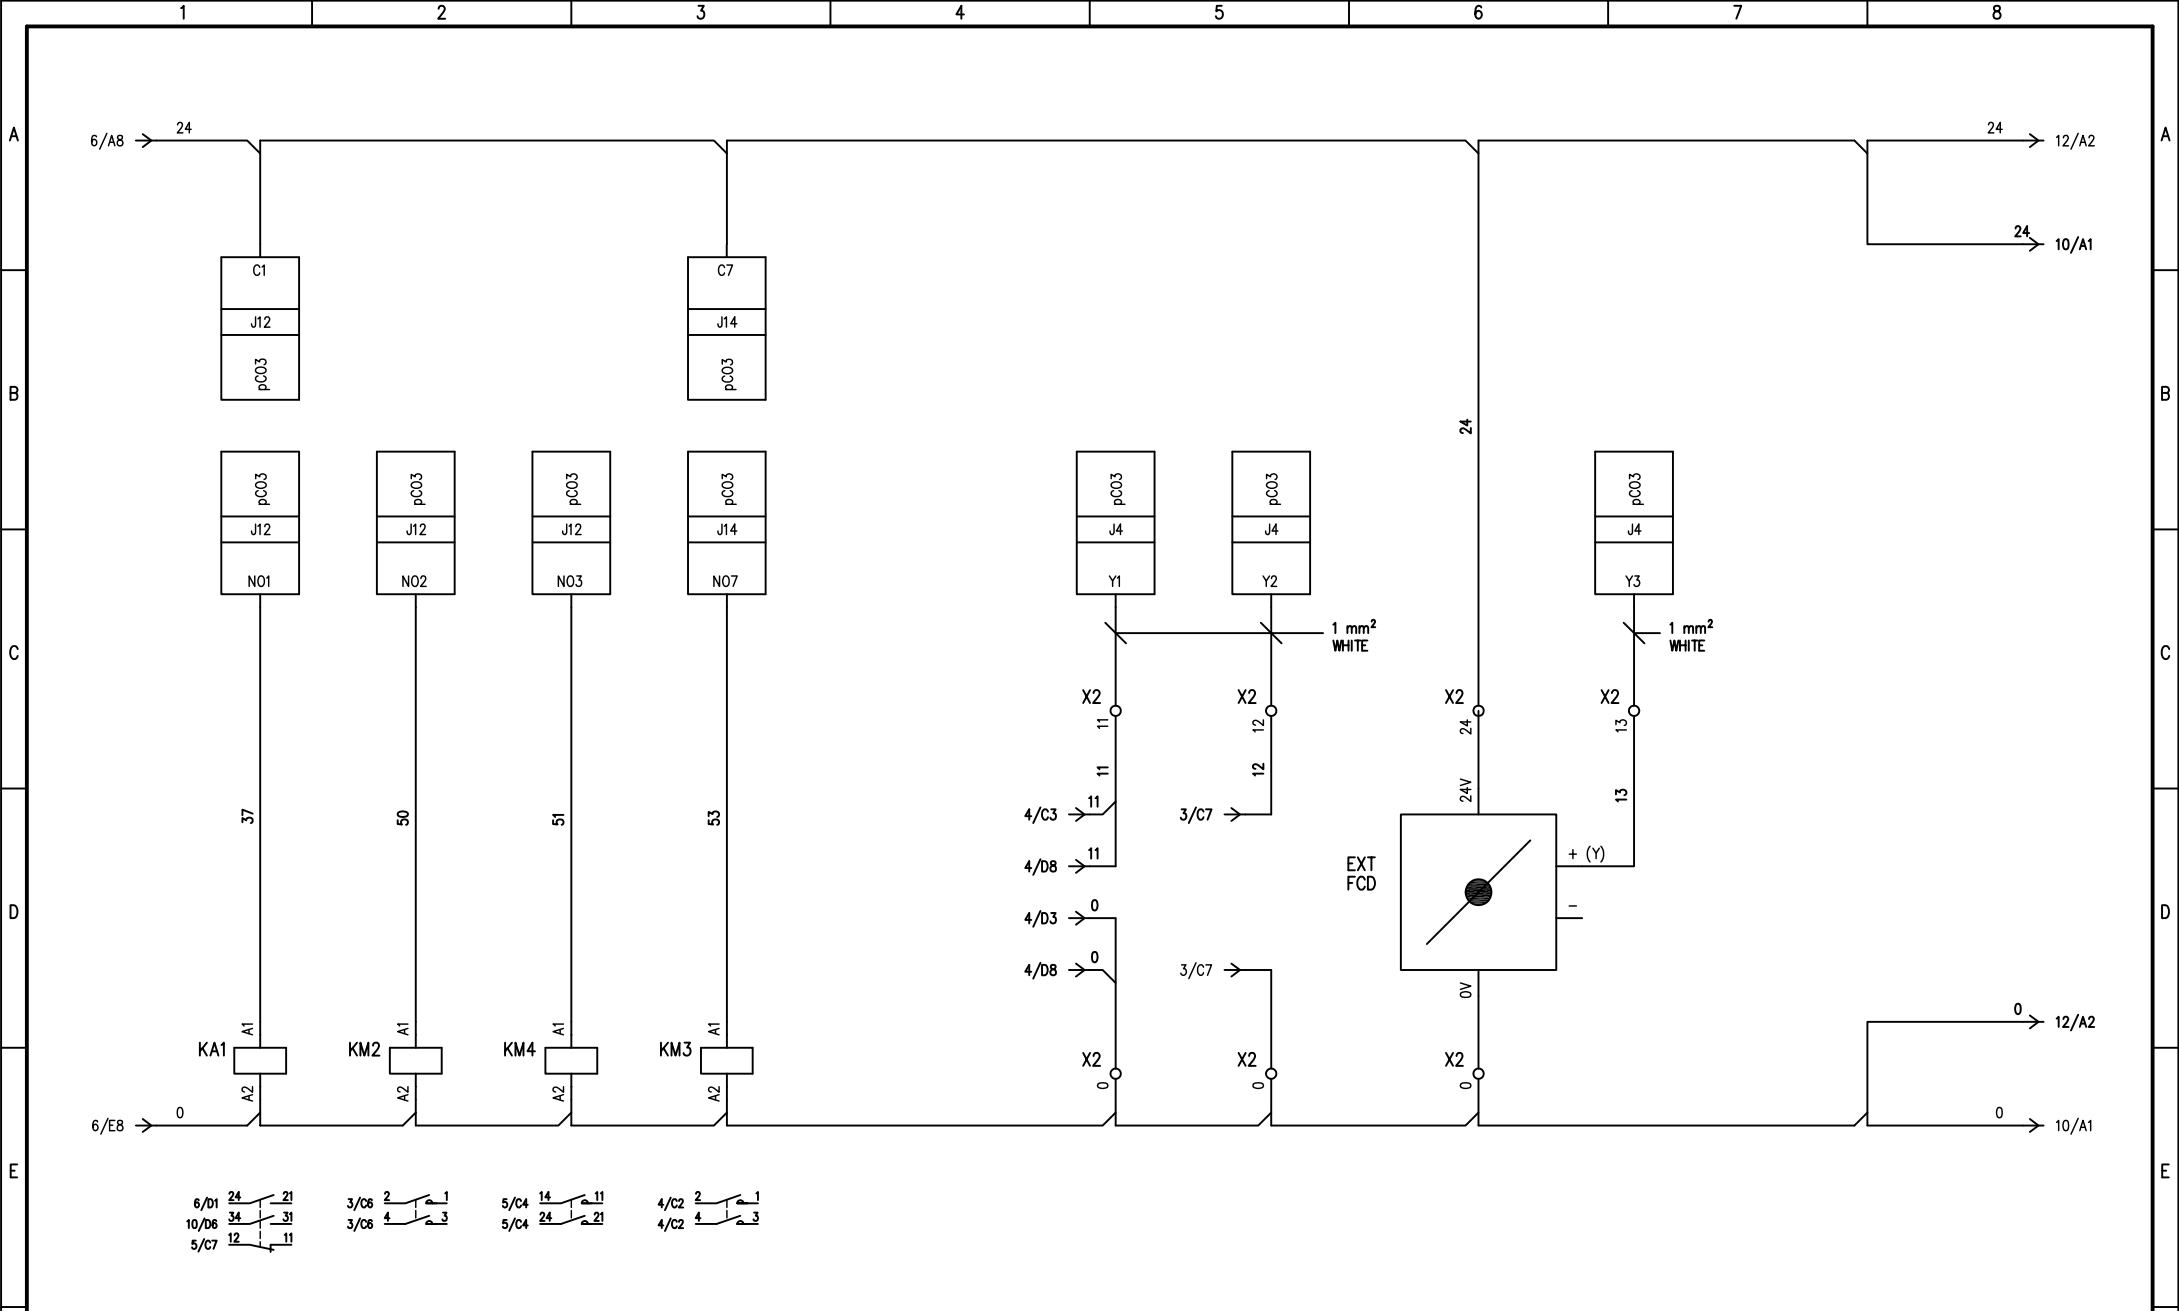 1 2 3 4 5 6 7 8
A A
24 24
6/A8 12/A2
24
10/A1
C1 C7
J12 J14
pCO3 pCO3
B B
24
pCO3 pCO3 pCO3 pCO3 pCO3 pCO3 pCO3
J12 J12 J12 J14 J4 J4 J4
NO1 NO2 NO3 NO7 Y1 Y2 Y3
1 mm² 1 mm²
WHITE WHITE
C C
X2 X2 X2 X2
11 12 24 13
11 12 24V 13
37 50 51 53
11
4/C3 3/C7
11
4/D8
EXT + (Y)
FCD
D D
0 -
4/D3
0
4/D8 3/C7
0V
0
12/A2
A1 A1 A1 A1
KA1 KM2 KM4 KM3 X2 X2 X2
A2 A2 A2 A2 0 0 0
0 0
6/E8 10/A1
E E
6/D1 24 21 3/C6 2 1 5/C4 14 11 4/C2 2 1
10/D6 34 31 3/C6 4 3 5/C4 24 21 4/C2 4 3
5/C7 12 11